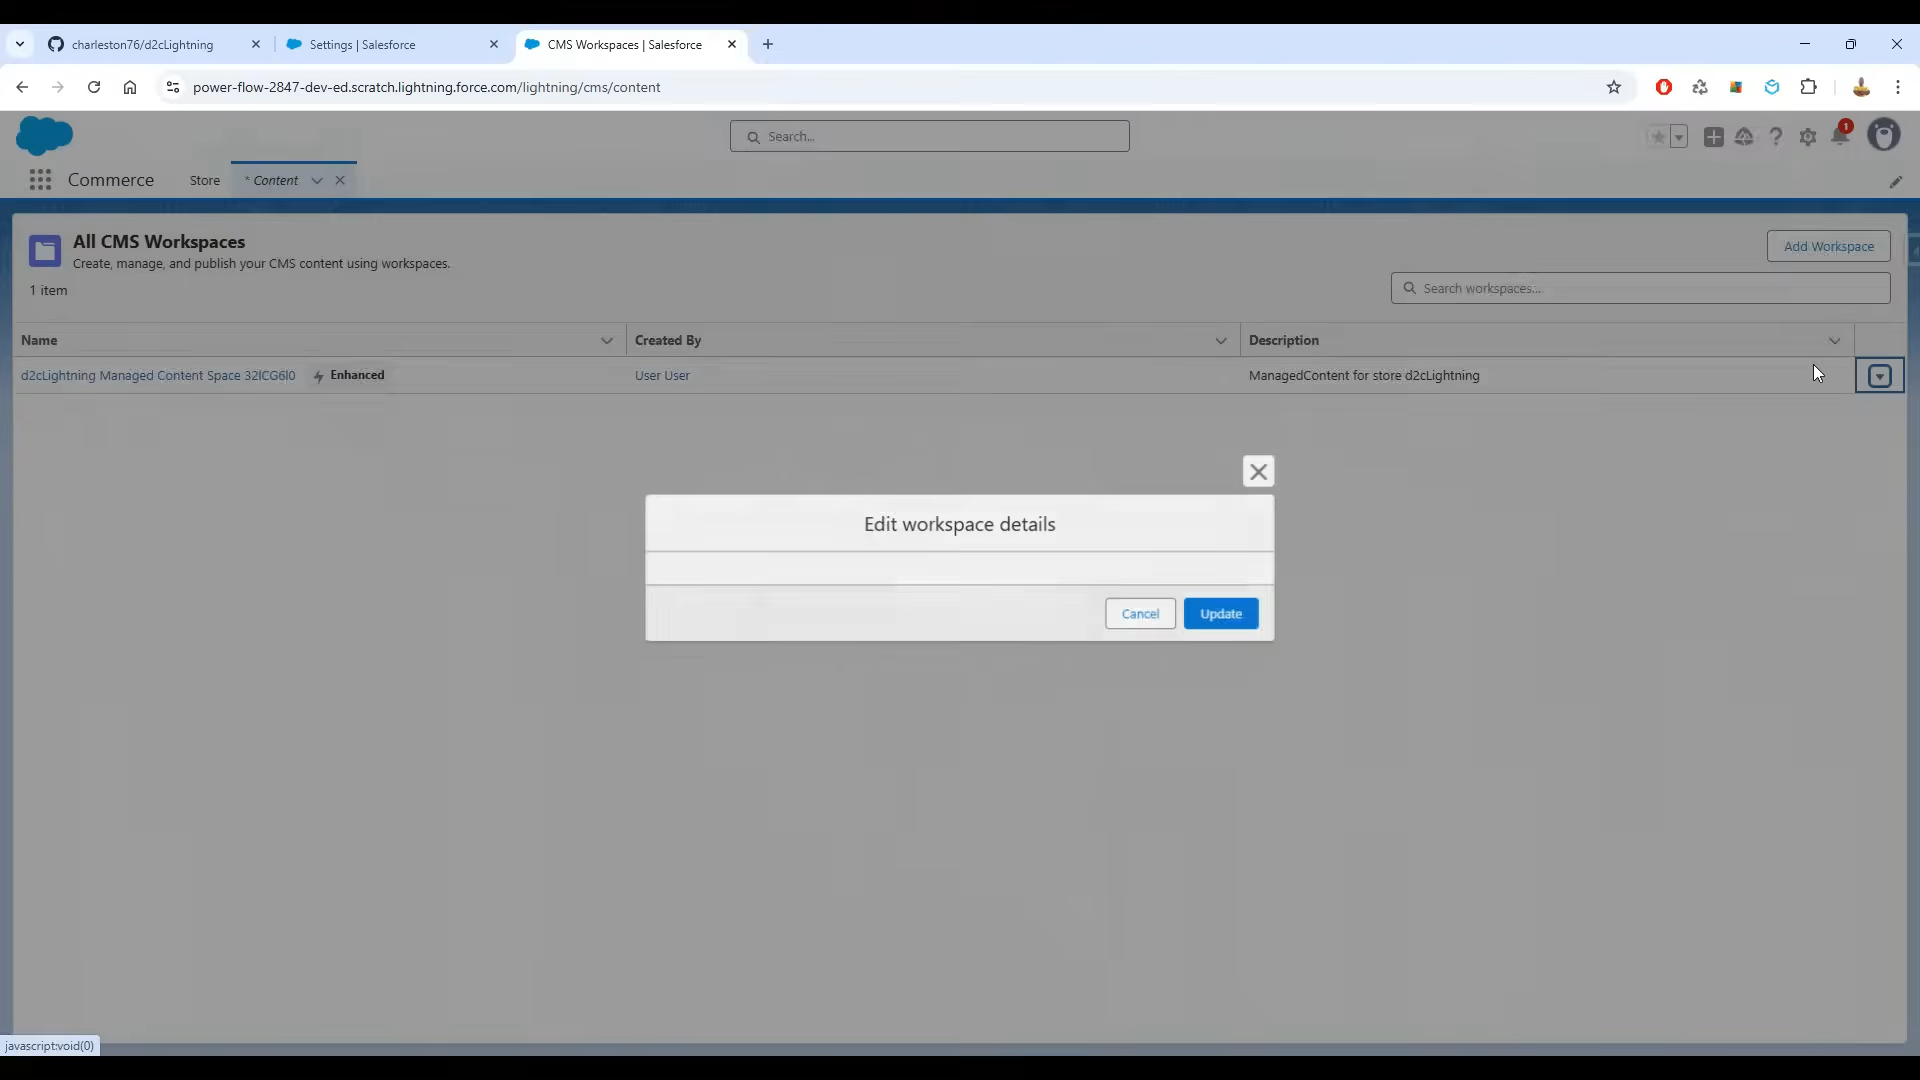 charleston76/d2cLightning
Settings | Salesforce
CMS Workspaces | Salesforce
power-flow-2847-dev-ed.scratch.lightning.force.com/lightning/cms/content
Search...
1
Commerce
Store
* Content
All CMS Workspaces
Create, manage, and publish your CMS content using workspaces.
Add Workspace
1 item
Search workspaces...
Name
Created By
Description
d2cLightning Managed Content Space 32lCG6l0
Enhanced
User User
ManagedContent for store d2cLightning
Edit workspace details
Cancel
Update
javascript:void(0)